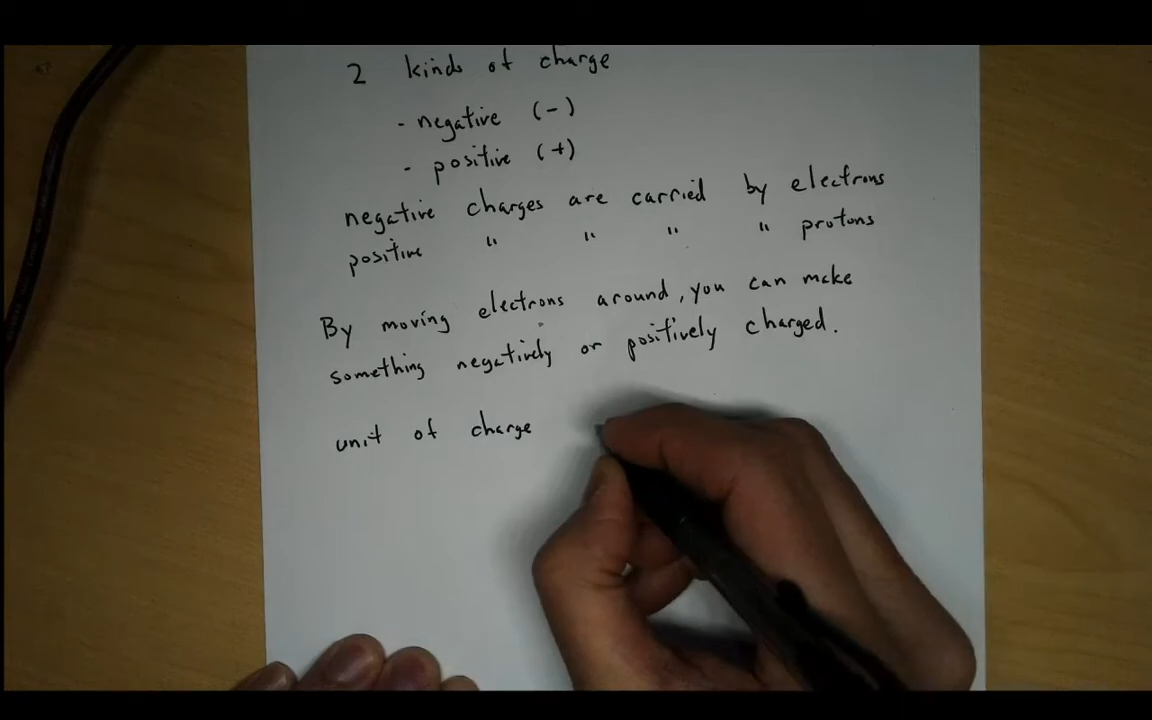 2 kinds of charge
- negative (-)
- positive (+)
negative charges are carried by electrons
positive " " " " protons
By moving electrons around, you can make
something negatively or positively charged.
unit of charge